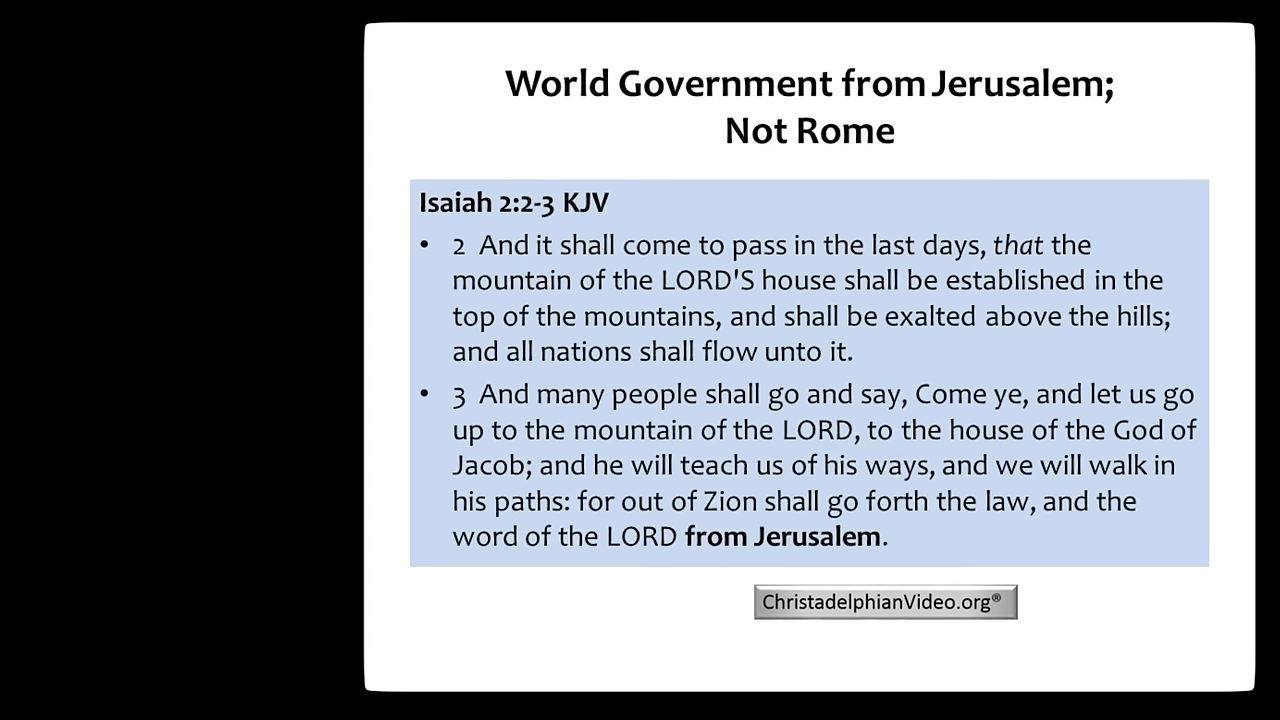 World Government from Jerusalem;
Not Rome
Isaiah 2:2-3 KJV
• 2 And it shall come to pass in the last days, that the
mountain of the LORD'S house shall be established in the
top of the mountains, and shall be exalted above the hills;
and all nations shall flow unto it.
• 3 And many people shall go and say, Come ye, and let us go
up to the mountain of the LORD, to the house of the God of
Jacob; and he will teach us of his ways, and we will walk in
his paths: for out of Zion shall go forth the law, and the
word of the LORD from Jerusalem.
ChristadelphianVideo.org®